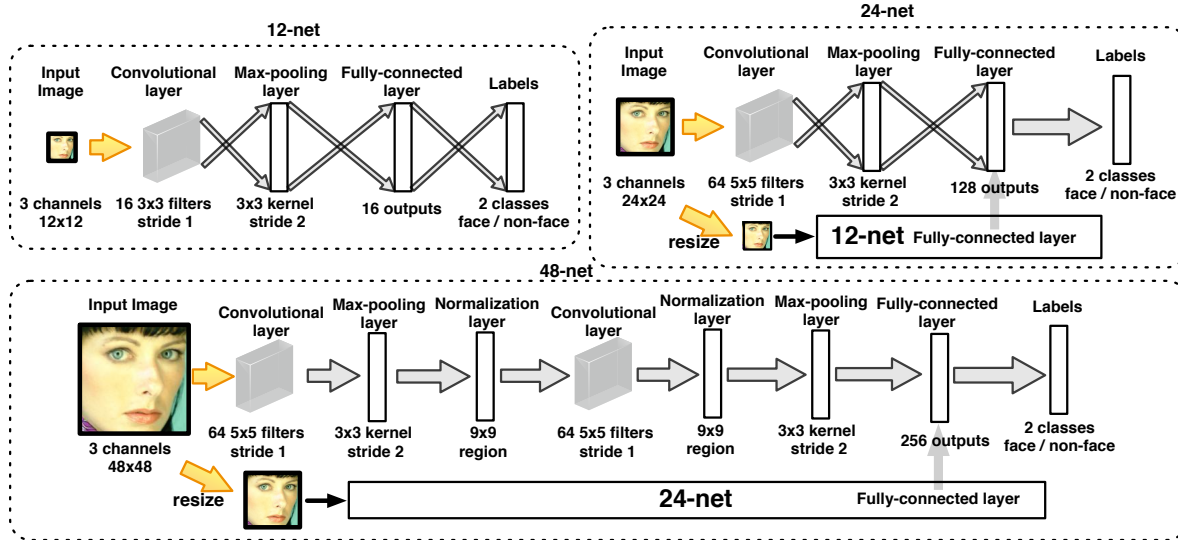 12-net
Input
Image
Convolutional
layer
Max-pooling
layer
Fully-connected
layer
Labels
3 channels
12x12
16 3x3 filters
stride 1
3x3 kernel
stride 2
16 outputs
2 classes
face / non-face
24-net
Input
Image
Convolutional
layer
Max-pooling
layer
Fully-connected
layer
Labels
3 channels
24x24
64 5x5 filters
stride 1
3x3 kernel
stride 2
128 outputs
2 classes
face / non-face
resize
12-net Fully-connected layer
48-net
Input Image
Convolutional
layer
Max-pooling
layer
Normalization
layer
Convolutional
layer
Normalization
layer
Max-pooling
layer
Fully-connected
layer
Labels
3 channels
48x48
64 5x5 filters
stride 1
3x3 kernel
stride 2
9x9
region
64 5x5 filters
stride 1
9x9
region
3x3 kernel
stride 2
256 outputs
2 classes
face / non-face
resize
24-net Fully-connected layer